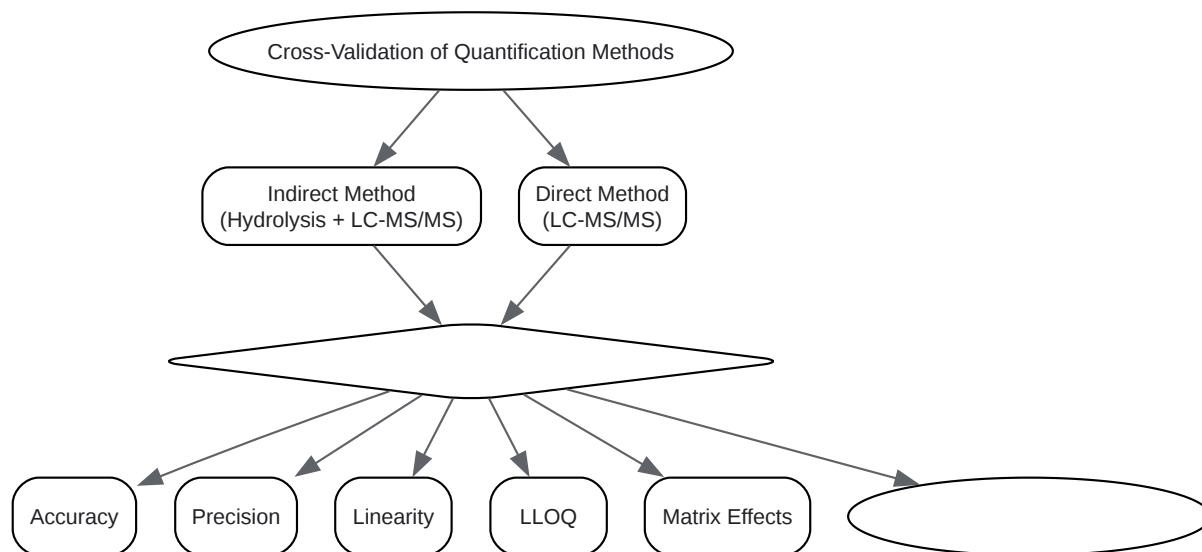 Cross-Validation of Quantification Methods
Indirect Method
(Hydrolysis + LC-MS/MS)
Direct Method
(LC-MS/MS)
Accuracy
Precision
Linearity
LLOQ
Matrix Effects